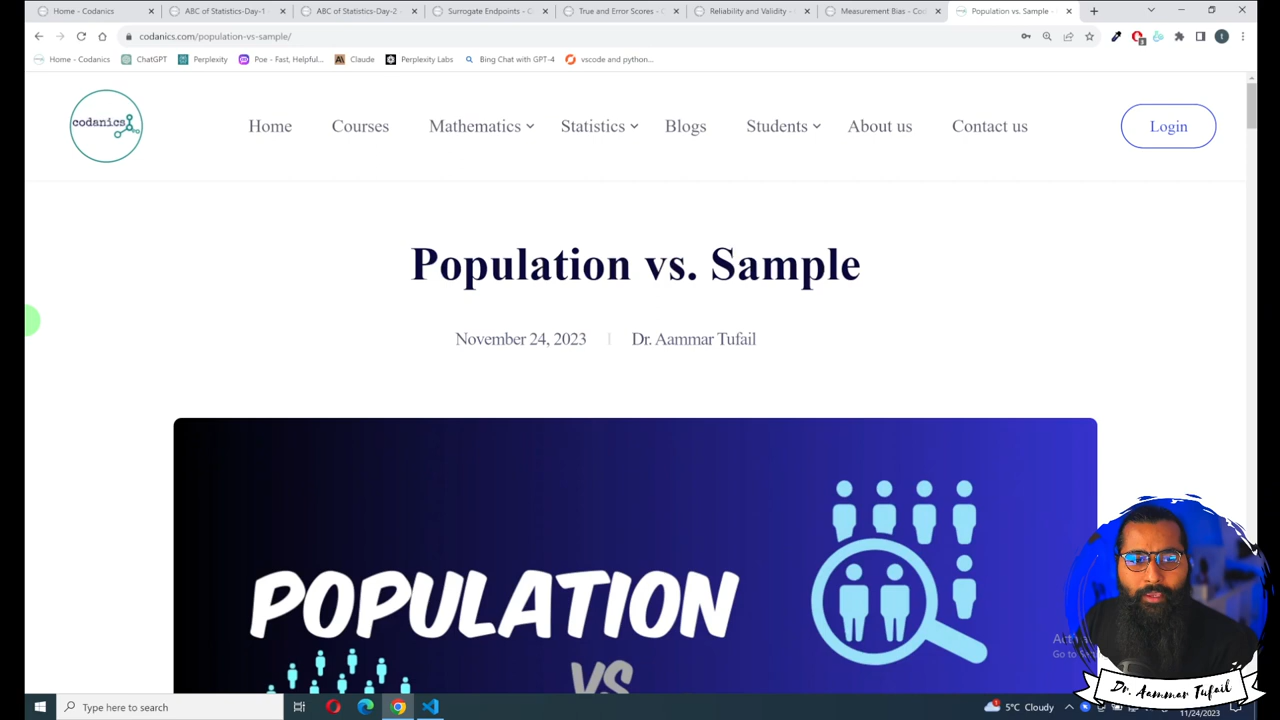 Home - Codanics
ABC of Statistics-Day-1
ABC of Statistics-Day-2 -
Surrogate Endpoints - C
True and Error Scores - C
Reliability and Validity -
Measurement Bias - Cod
Population vs. Sample -
codanics.com/population-vs-sample/
Home - Codanics
ChatGPT
Perplexity
Poe - Fast, Helpful...
Claude
Perplexity Labs
Bing Chat with GPT-4
vscode and python...
codanics
Home
Courses
Mathematics
Statistics
Blogs
Students
About us
Contact us
Login
Population vs. Sample
November 24, 2023
Dr. Aammar Tufail
POPULATION
VS
Dr. Aammar Tufail
Type here to search
5°C Cloudy
11/24/2023